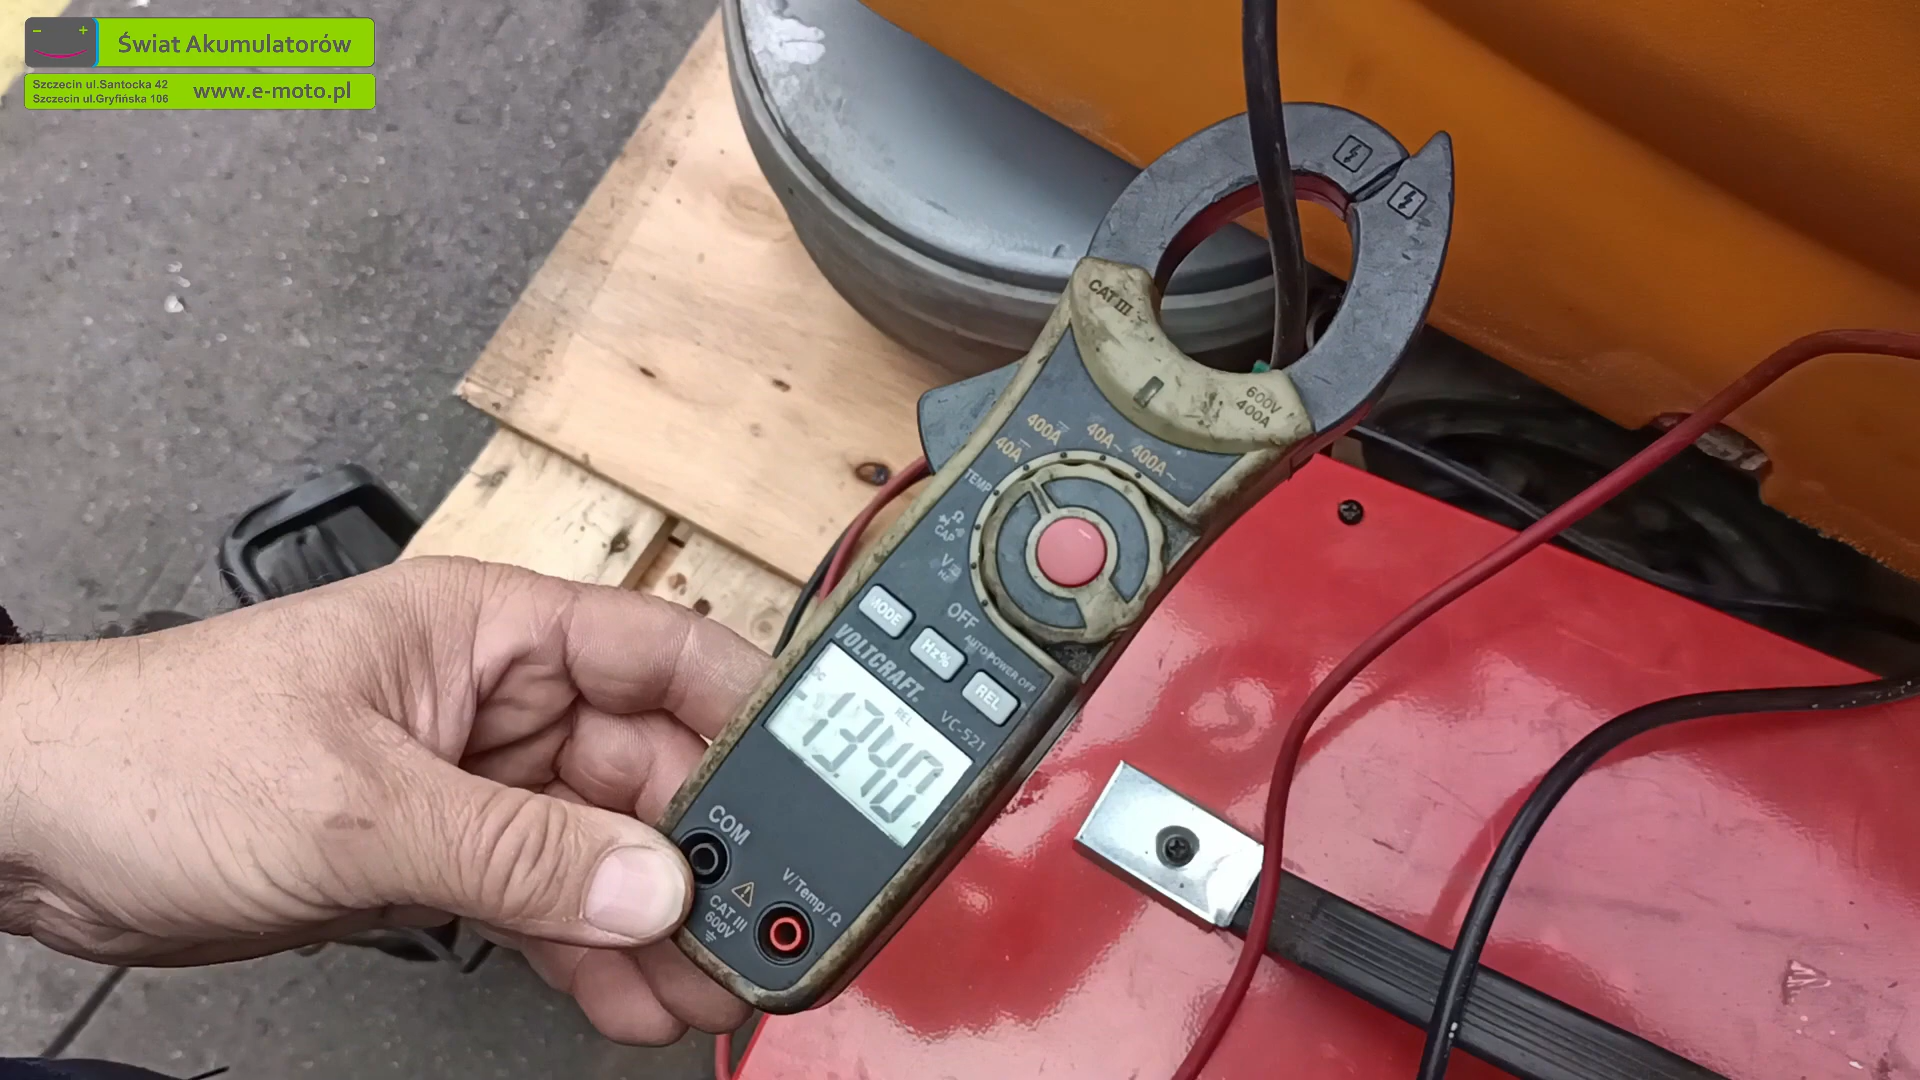 - +
Świat Akumulatorów
Szczecin ul.Santocka 42
Szczecin ul.Gryfińska 106
www.e-moto.pl
CAT III
600V
400A
400A
40A~
40A
400A~
TEMP
Ω
CAP
V
Hz
OFF
AUTO POWER OFF
MODE
Hz%
REL
VOLTCRAFT®
VC-521
DC
REL
-13.40
A
COM
V/Temp/Ω
CAT III
600V